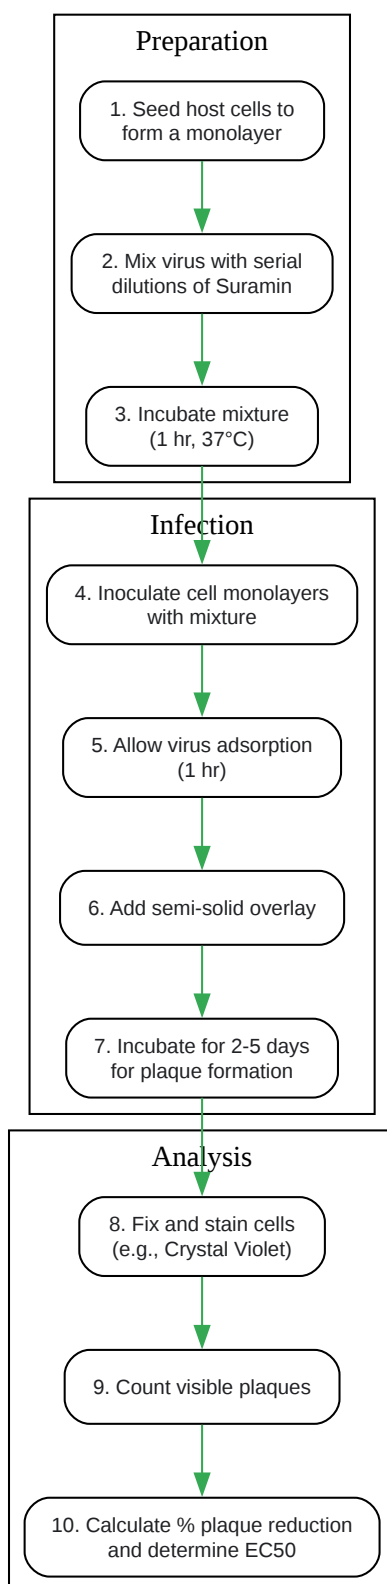 Preparation
1. Seed host cells to
form a monolayer
2. Mix virus with serial
dilutions of Suramin
3. Incubate mixture
(1 hr, 37°C)
Infection
4. Inoculate cell monolayers
with mixture
5. Allow virus adsorption
(1 hr)
6. Add semi-solid overlay
7. Incubate for 2-5 days
for plaque formation
Analysis
8. Fix and stain cells
(e.g., Crystal Violet)
9. Count visible plaques
10. Calculate % plaque reduction
and determine EC50